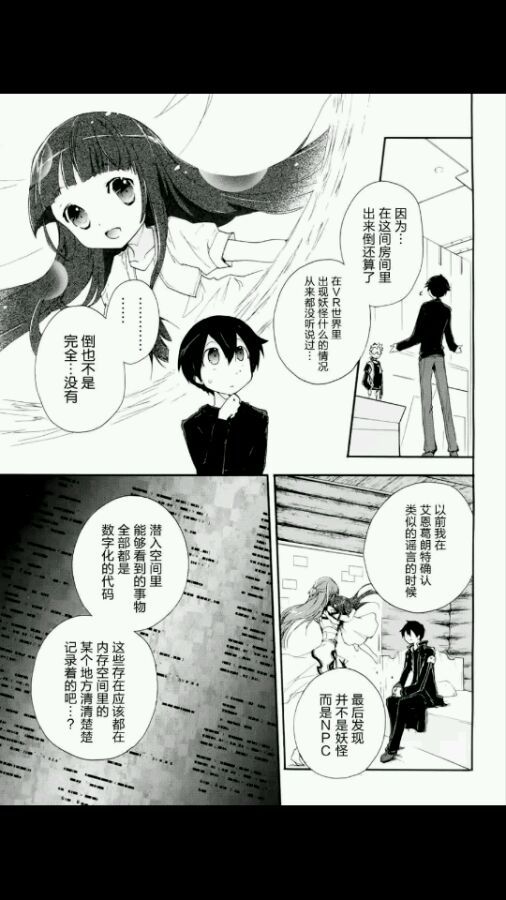 因为…
在这间房间里
出来倒还算了
在VR世界里
出现妖怪什么的情况
从来都没听说过…
………
倒也不是
完全…没有
以前我在
艾恩葛朗特确认
类似的谣言的时候
最后发现
并不是妖怪
而是NPC
潜入空间里
能够看到的事物
全部都是
数字化的代码
这些存在应该都在
内存空间里的
某个地方清清楚楚
记录着的吧…?